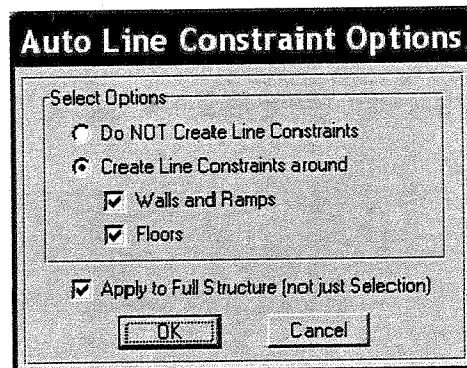 Auto Line Constraint Options
Select Options
Do NOT Create Line Constraints
Create Line Constraints around
Walls and Ramps
Floors
Apply to Full Structure (not just Selection)
OK Cancel